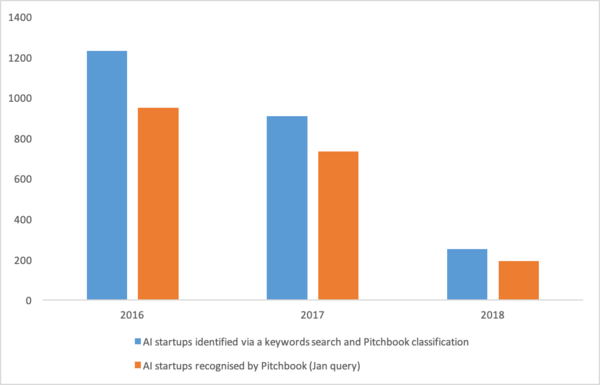 1400
1200
1000
800
600
400
200
0
2016 2017 2018
AI startups identified via a keywords search and Pitchbook classification
AI startups recognised by Pitchbook (Jan query)